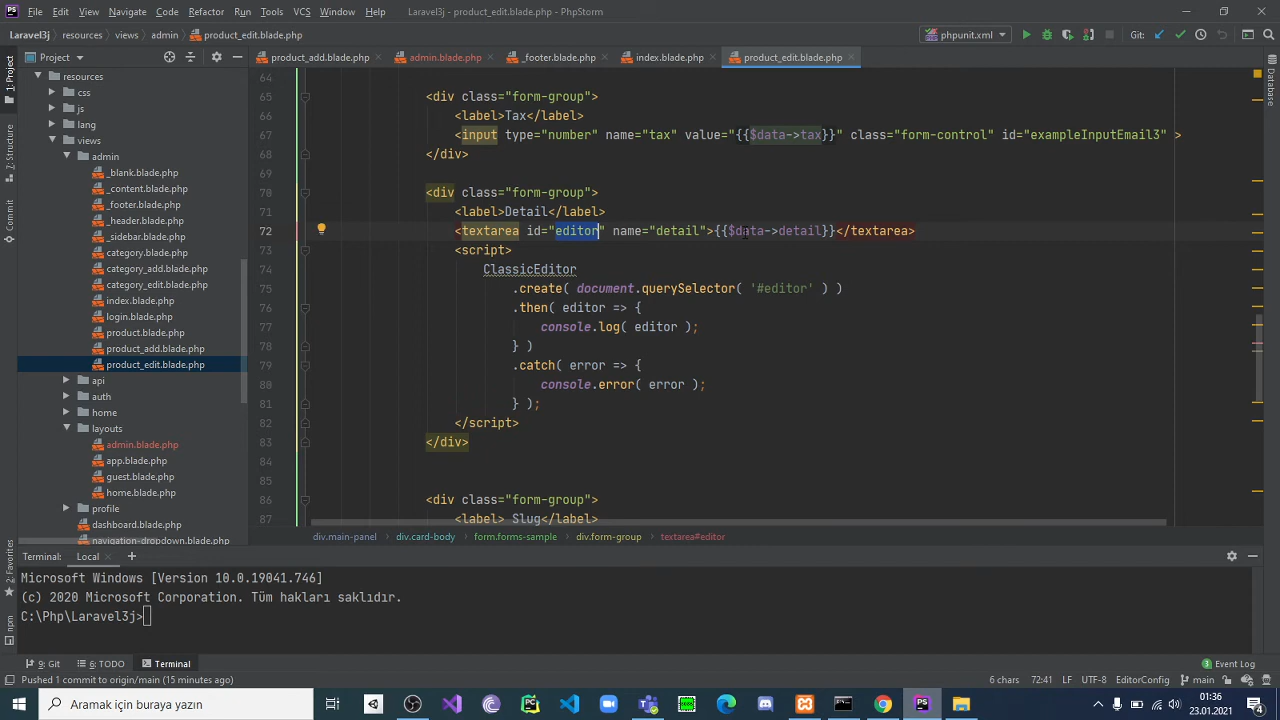 File Edit View Navigate Code Refactor Run Tools VCS Window Help Laravel3j - product_edit.blade.php - PhpStorm
Laravel3j resources views admin product_edit.blade.php phpunit.xml Git:
Project product_add.blade.php admin.blade.php _footer.blade.php index.blade.php product_edit.blade.php
1: Project
7: Structure
Commit
2: Favorites
npm
Database
resources
css
js
lang
views
admin
_blank.blade.php
_content.blade.php
_footer.blade.php
_header.blade.php
_sidebar.blade.php
category.blade.php
category_add.blade.php
category_edit.blade.php
index.blade.php
login.blade.php
product.blade.php
product_add.blade.php
product_edit.blade.php
api
auth
home
layouts
admin.blade.php
app.blade.php
guest.blade.php
home.blade.php
profile
dashboard.blade.php
navigation-dropdown.blade.php
64
65 <div class="form-group">
66 <label>Tax</label>
67 <input type="number" name="tax" value="{{$data->tax}}" class="form-control" id="exampleInputEmail3" >
68 </div>
69
70 <div class="form-group">
71 <label>Detail</label>
72 <textarea id="editor" name="detail">{{$data->detail}}</textarea>
73 <script>
74 ClassicEditor
75 .create( document.querySelector( '#editor' ) )
76 .then( editor => {
77 console.log( editor );
78 } )
79 .catch( error => {
80 console.error( error );
81 } );
82 </script>
83 </div>
84
85
86 <div class="form-group">
87 <label> Slug</label>
div.main-panel div.card-body form.forms-sample div.form-group textarea#editor
Terminal: Local +
Microsoft Windows [Version 10.0.19041.746]
(c) 2020 Microsoft Corporation. Tüm hakları saklıdır.
C:\Php\Laravel3j>
9: Git 6: TODO Terminal 3 Event Log
Pushed 1 commit to origin/main (15 minutes ago) 6 chars 72:41 LF UTF-8 EditorConfig main
Aramak için buraya yazın
01:36
23.01.2021